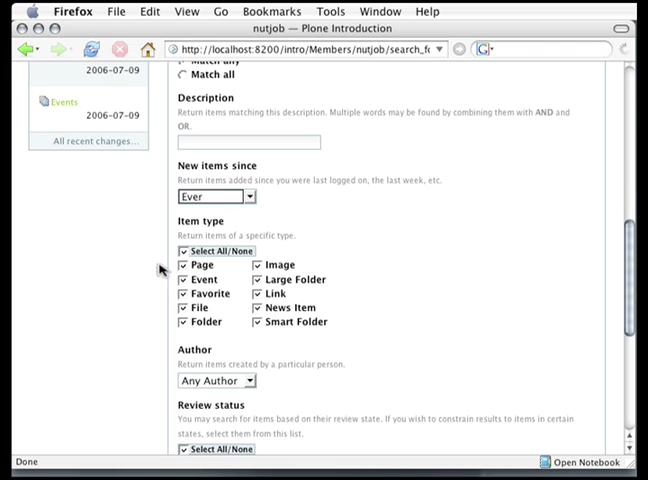 Firefox File Edit View Go Bookmarks Tools Window Help
nutjob — Plone Introduction
http://localhost:8200/intro/Members/nutjob/search_fo
G
2006-07-09
Match any
Match all
Events
2006-07-09
All recent changes...
Description
Return items matching this description. Multiple words may be found by combining them with AND and
OR.
New items since
Return items added since you were last logged on, the last week, etc.
Ever
Item type
Return items of a specific type.
Select All/None
Page Image
Event Large Folder
Favorite Link
File News Item
Folder Smart Folder
Author
Return items created by a particular person.
Any Author
Review status
You may search for items based on their review state. If you wish to constrain results to items in certain
states, select them from this list.
Select All/None
Done Open Notebook